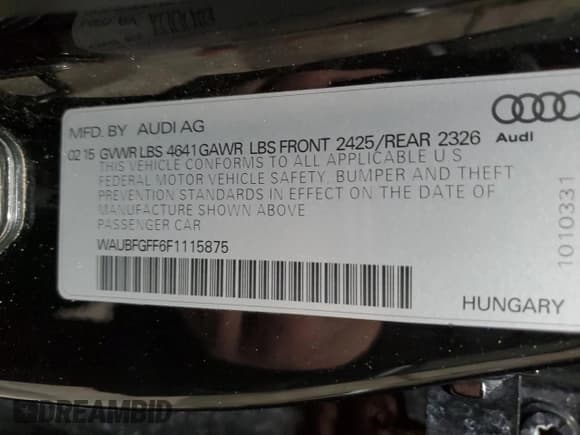 MFD. BY AUDI AG
02 15 GVWR LBS 4641 GAWR LBS FRONT 2425/REAR 2326
THIS VEHICLE CONFORMS TO ALL APPLICABLE U S
FEDERAL MOTOR VEHICLE SAFETY, BUMPER AND THEFT
PREVENTION STANDARDS IN EFFECT ON THE DATE OF
MANUFACTURE SHOWN ABOVE
PASSENGER CAR
WAUBFGFF6F1115875
Audi
1010331
HUNGARY
DREAMBID